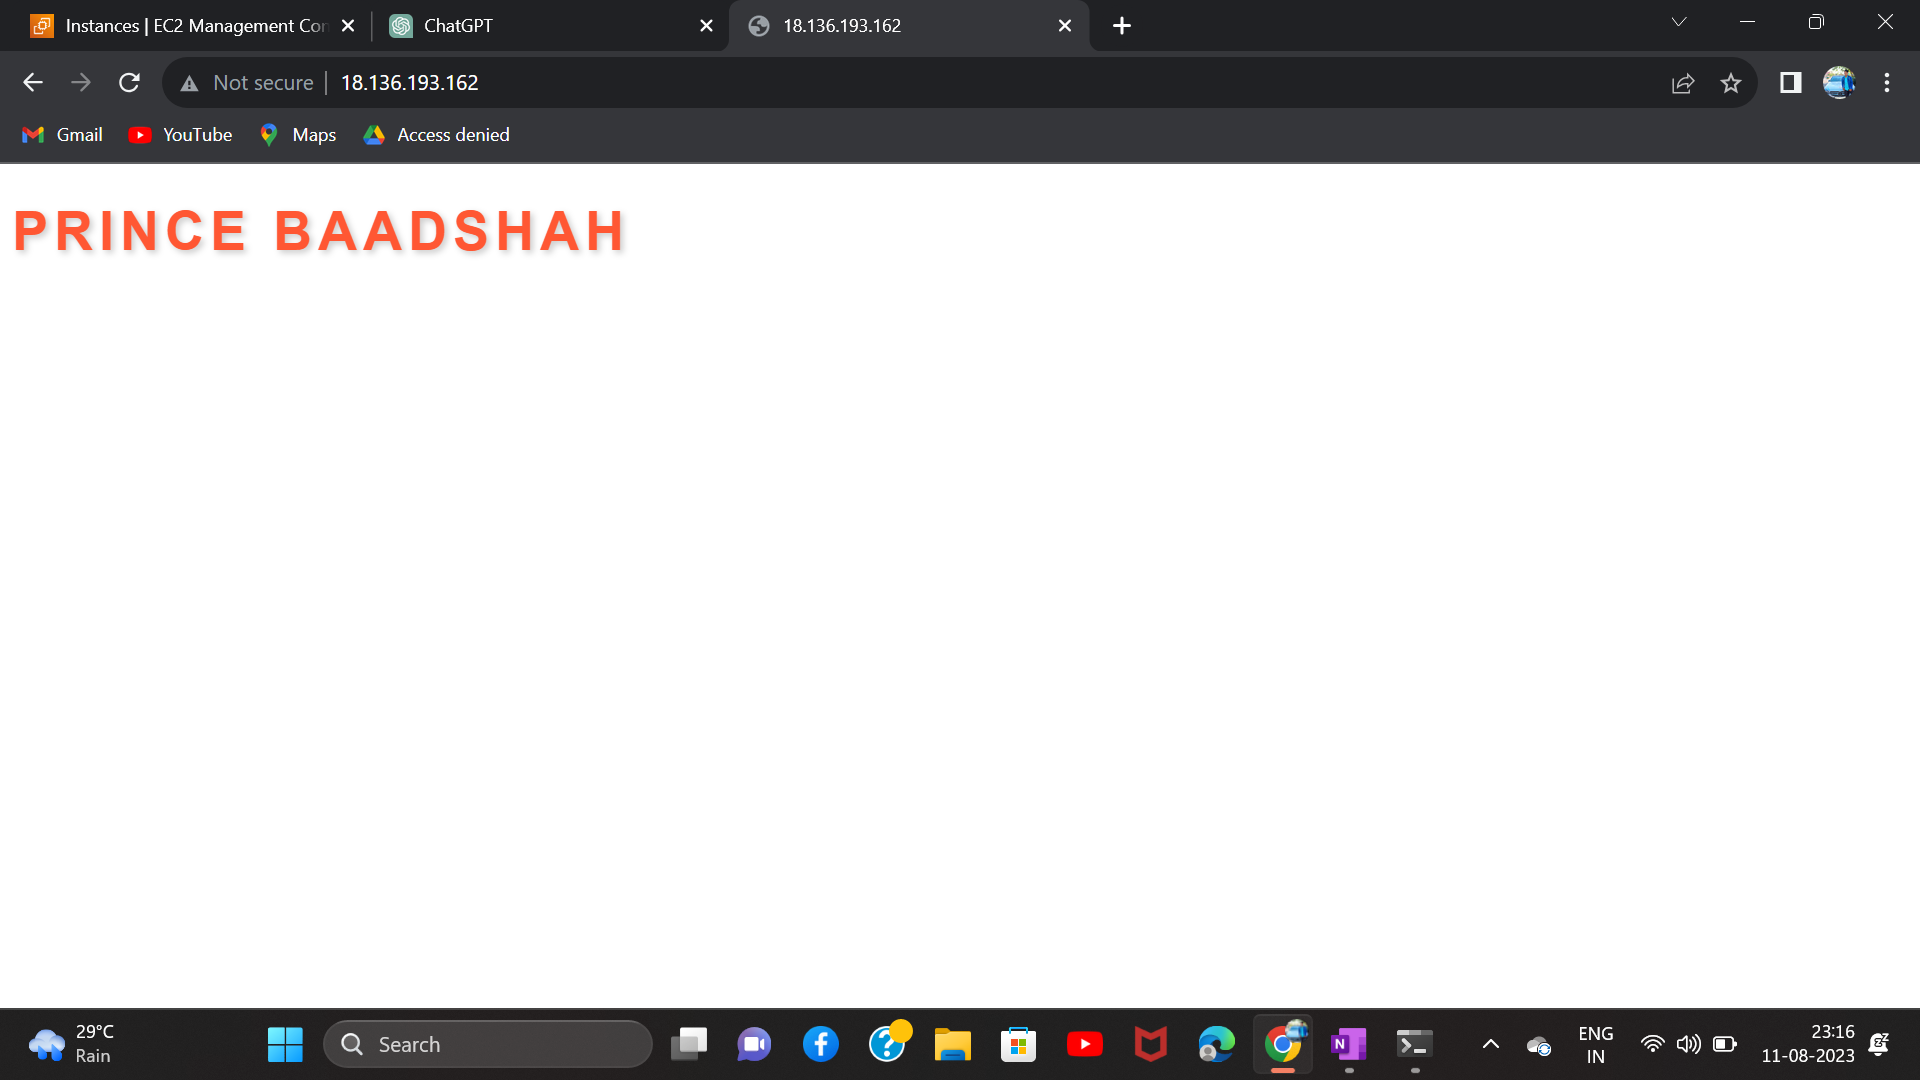 Instances | EC2 Management Con
ChatGPT
18.136.193.162
Not secure
18.136.193.162
Gmail
YouTube
Maps
Access denied
PRINCE BAADSHAH
29°C
Rain
Search
ENG
IN
23:16
11-08-2023